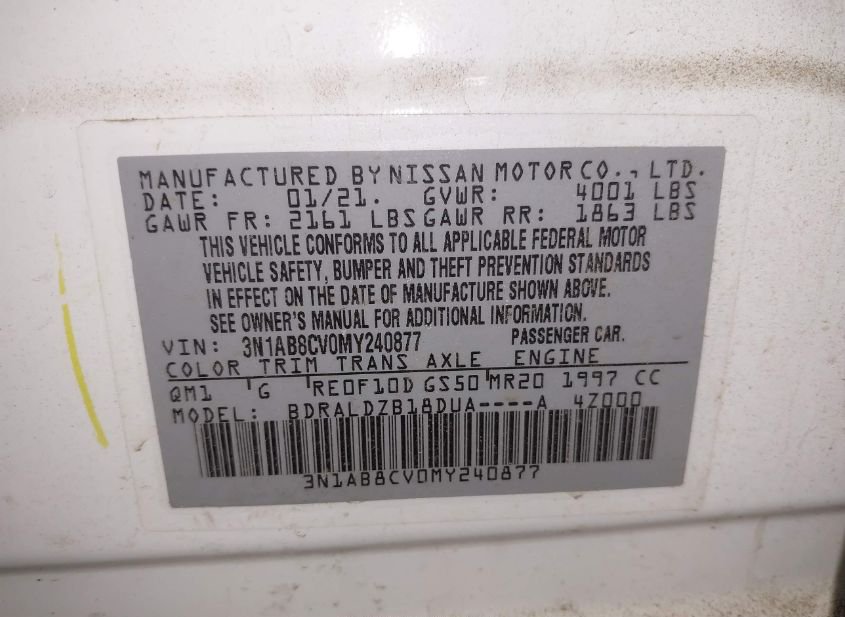 MANUFACTURED BY NISSAN MOTOR CO., LTD.
DATE: 01/21. GVWR: 4001 LBS
GAWR FR: 2161 LBS GAWR RR: 1863 LBS
THIS VEHICLE CONFORMS TO ALL APPLICABLE FEDERAL MOTOR
VEHICLE SAFETY, BUMPER AND THEFT PREVENTION STANDARDS
IN EFFECT ON THE DATE OF MANUFACTURE SHOWN ABOVE.
SEE OWNER'S MANUAL FOR ADDITIONAL INFORMATION.
VIN: 3N1AB8CV0MY240877 PASSENGER CAR.
COLOR TRIM TRANS AXLE ENGINE
QM1 G RE0F10D GS50 MR20 1997 CC
MODEL: BDRALDZB18DUA----A 4Z000
3N1AB8CV0MY240877